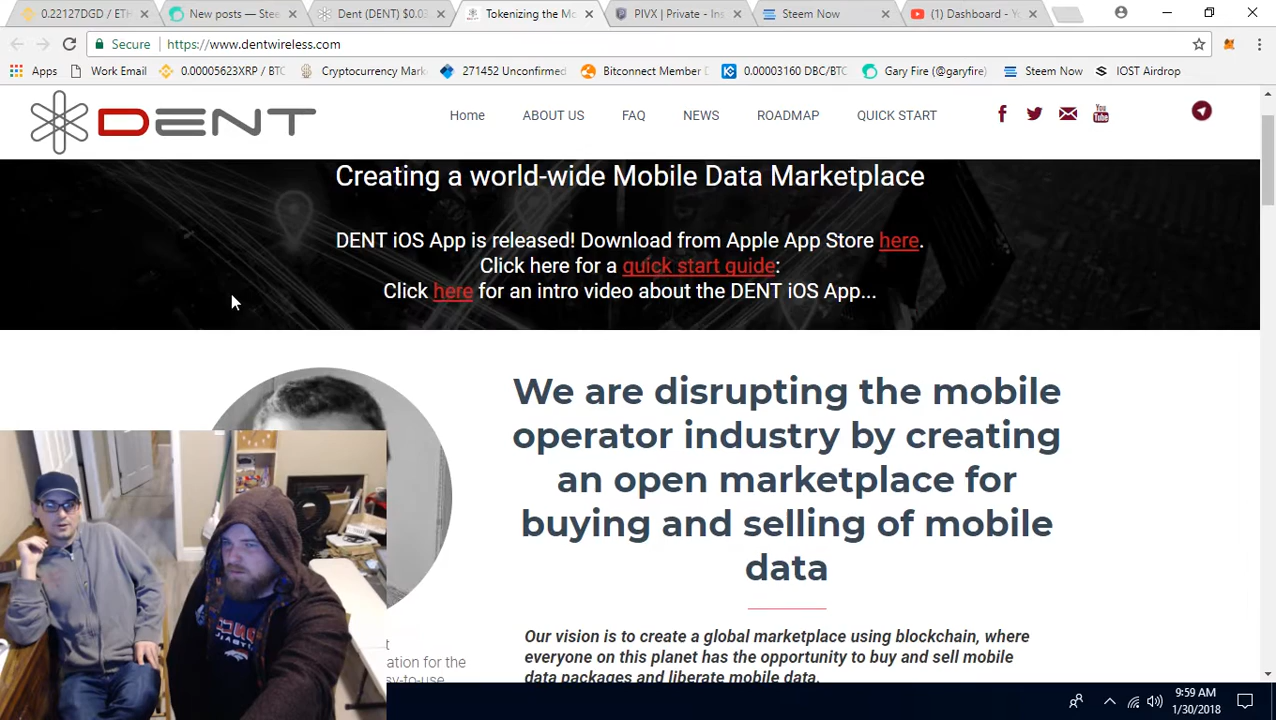 0.22127DGD / ETH
New posts — Stee
Dent (DENT) $0.03
Tokenizing the Mo
PIVX | Private - Ins
Steem Now
(1) Dashboard - Yo
Secure
https://www.dentwireless.com
Apps
Work Email
0.00005623XRP / BTC
Cryptocurrency Mark
271452 Unconfirmed
Bitconnect Member D
0.00003160 DBC/BTC
Gary Fire (@garyfire)
Steem Now
IOST Airdrop
DENT
Home
ABOUT US
FAQ
NEWS
ROADMAP
QUICK START
You
Tube
Creating a world-wide Mobile Data Marketplace
DENT iOS App is released! Download from Apple App Store here.
Click here for a quick start guide:
Click here for an intro video about the DENT iOS App...
We are disrupting the mobile
operator industry by creating
an open marketplace for
buying and selling of mobile
data
Our vision is to create a global marketplace using blockchain, where
everyone on this planet has the opportunity to buy and sell mobile
data packages and liberate mobile data.
ation for the
sy-to-use
9:59 AM
1/30/2018